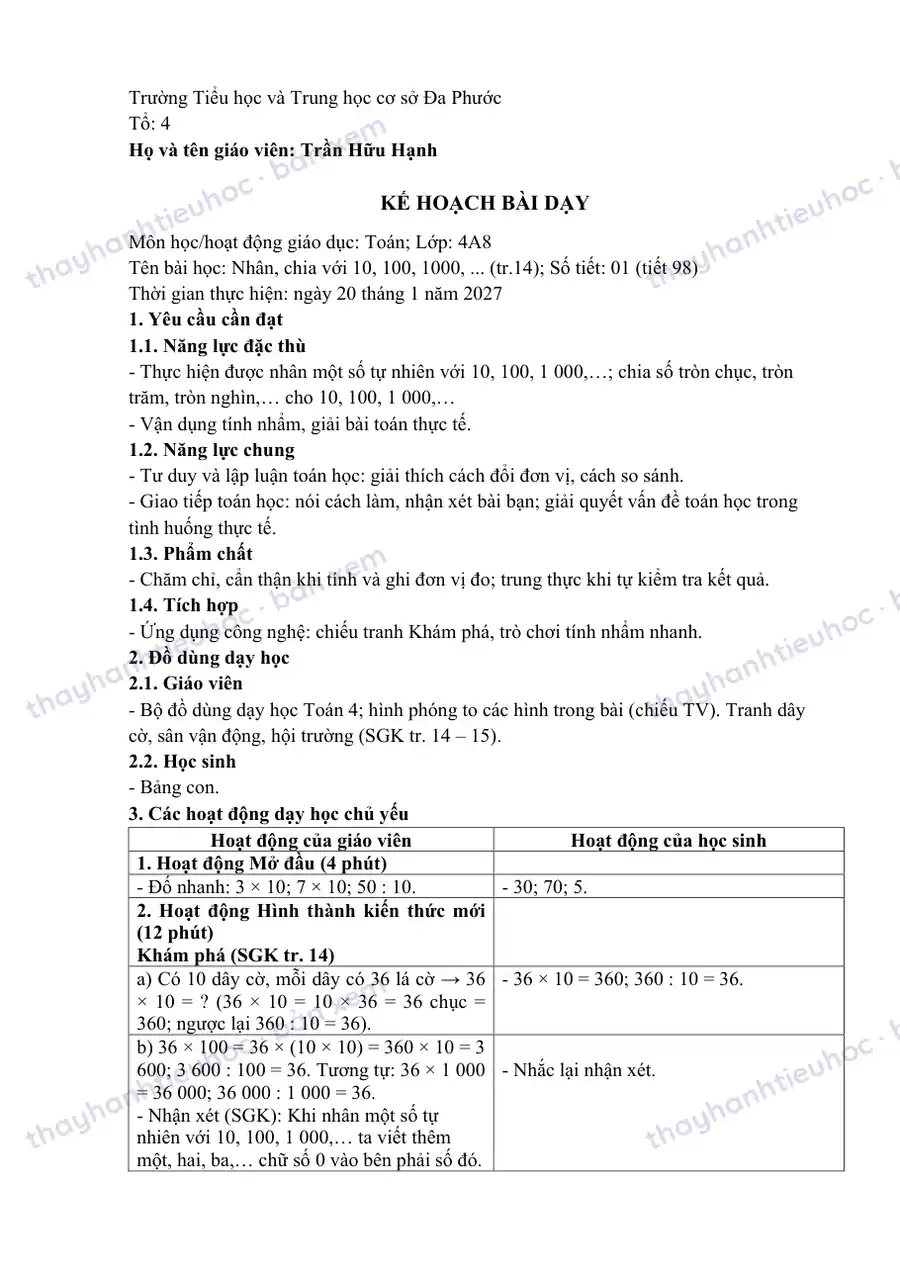 Trường Tiểu học và Trung học cơ sở Đa Phước
Tổ: 4
Họ và tên giáo viên: Trần Hữu Hạnh
KẾ HOẠCH BÀI DẠY
Môn học/hoạt động giáo dục: Toán; Lớp: 4A8
Tên bài học: Nhân, chia với 10, 100, 1000, ... (tr.14); Số tiết: 01 (tiết 98)
Thời gian thực hiện: ngày 20 tháng 1 năm 2027
1. Yêu cầu cần đạt
1.1. Năng lực đặc thù
- Thực hiện được nhân một số tự nhiên với 10, 100, 1 000,…; chia số tròn chục, tròn
trăm, tròn nghìn,… cho 10, 100, 1 000,…
- Vận dụng tính nhẩm, giải bài toán thực tế.
1.2. Năng lực chung
- Tư duy và lập luận toán học: giải thích cách đổi đơn vị, cách so sánh.
- Giao tiếp toán học: nói cách làm, nhận xét bài bạn; giải quyết vấn đề toán học trong
tình huống thực tế.
1.3. Phẩm chất
- Chăm chỉ, cẩn thận khi tính và ghi đơn vị đo; trung thực khi tự kiểm tra kết quả.
1.4. Tích hợp
- Ứng dụng công nghệ: chiếu tranh Khám phá, trò chơi tính nhẩm nhanh.
2. Đồ dùng dạy học
2.1. Giáo viên
- Bộ đồ dùng dạy học Toán 4; hình phóng to các hình trong bài (chiếu TV). Tranh dây
cờ, sân vận động, hội trường (SGK tr. 14 – 15).
2.2. Học sinh
- Bảng con.
3. Các hoạt động dạy học chủ yếu
Hoạt động của giáo viên
Hoạt động của học sinh
1. Hoạt động Mở đầu (4 phút)
- Đố nhanh: 3 × 10; 7 × 10; 50 : 10.
- 30; 70; 5.
2. Hoạt động Hình thành kiến thức mới
(12 phút)
Khám phá (SGK tr. 14)
a) Có 10 dây cờ, mỗi dây có 36 lá cờ → 36
× 10 = ? (36 × 10 = 10 × 36 = 36 chục =
360; ngược lại 360 : 10 = 36).
- 36 × 10 = 360; 360 : 10 = 36.
b) 36 × 100 = 36 × (10 × 10) = 360 × 10 = 3
600; 3 600 : 100 = 36. Tương tự: 36 × 1 000
= 36 000; 36 000 : 1 000 = 36.
- Nhận xét (SGK): Khi nhân một số tự
nhiên với 10, 100, 1 000,… ta viết thêm
một, hai, ba,… chữ số 0 vào bên phải số đó.
- Nhắc lại nhận xét.
thayhanhtieuhoc · bản xem
thayhanhtieuhoc · b
thayhanhtieuhoc · bản xem
thayhanhtieuhoc · b
thayhanhtieuhoc · bản xem
thayhanhtieuhoc · b